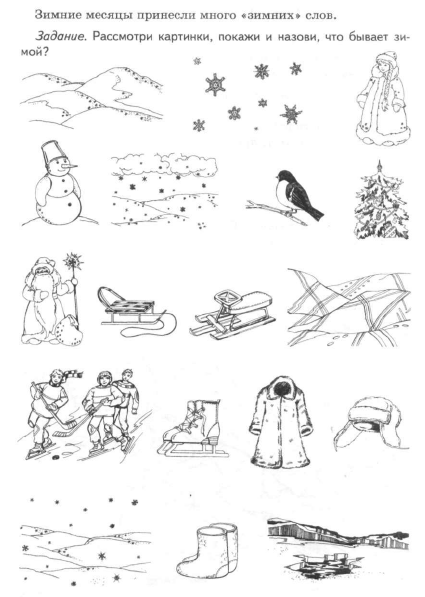 Зимние месяцы принесли много «зимних» слов.
Задание. Рассмотри картинки, покажи и назови, что бывает зи-
мой?